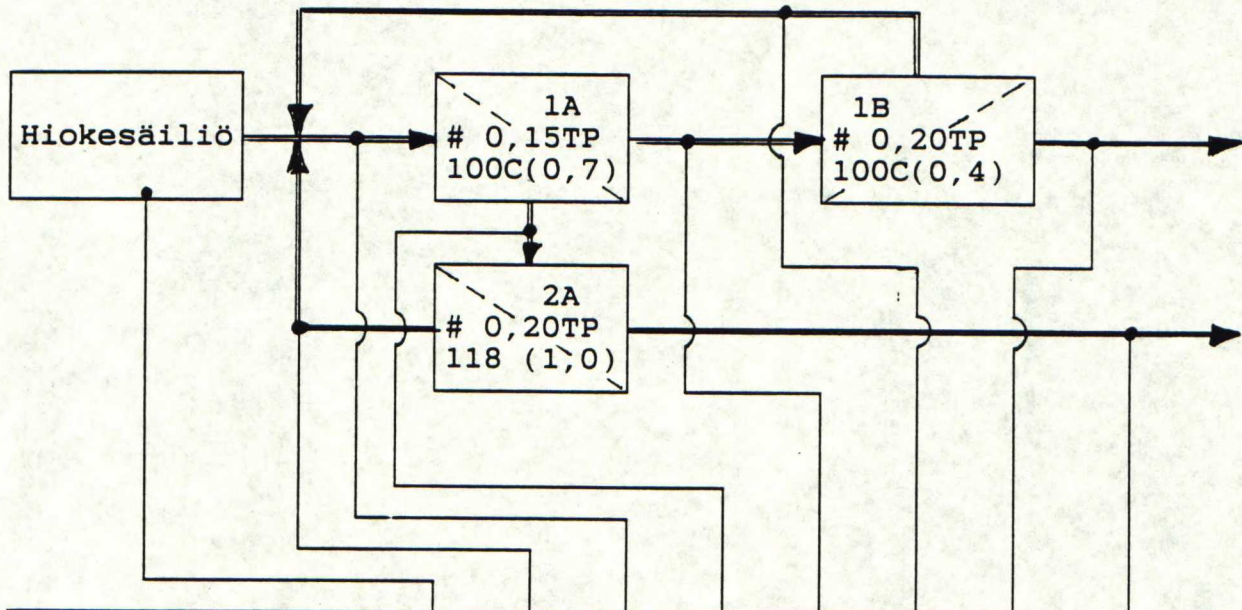 Hiokesäiliö
1A
# 0,15TP
100C(0,7)
1B
# 0,20TP
100C(0,4)
2A
# 0,20TP
118 (1,0)